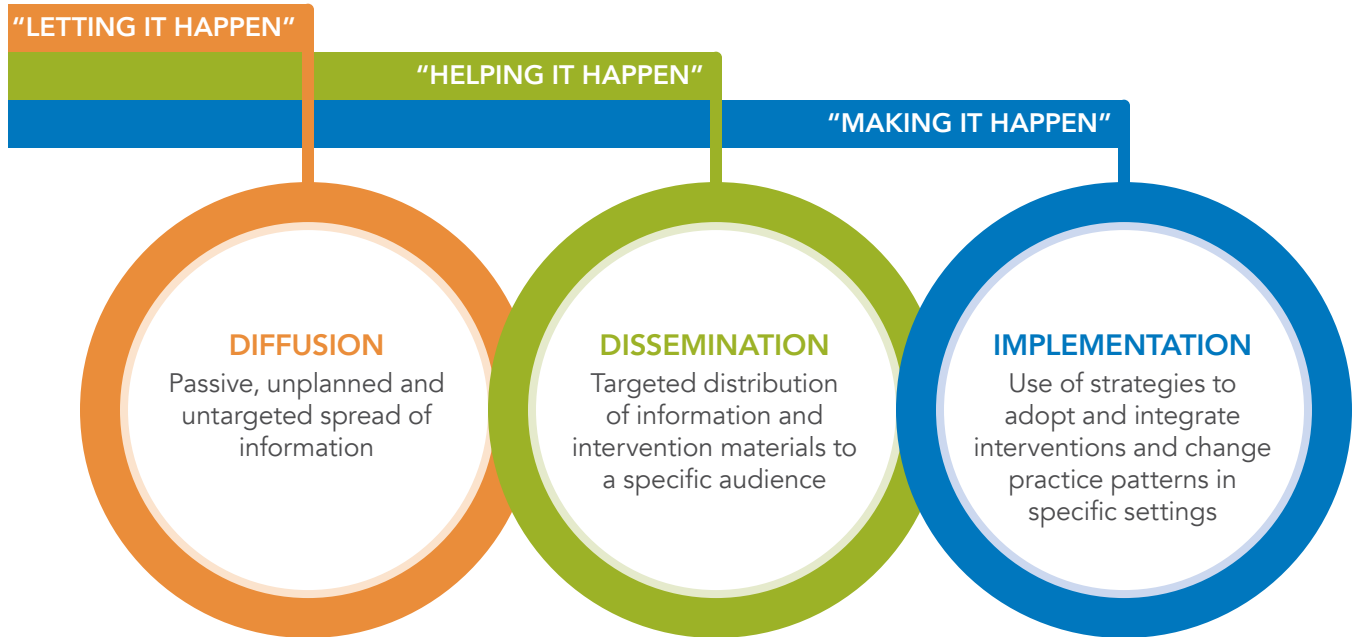 “LETTING IT HAPPEN”
“HELPING IT HAPPEN”
“MAKING IT HAPPEN”
DIFFUSION
Passive, unplanned and
untargeted spread of
information
DISSEMINATION
Targeted distribution
of information and
intervention materials to
a specific audience
IMPLEMENTATION
Use of strategies to
adopt and integrate
interventions and change
practice patterns in
specific settings